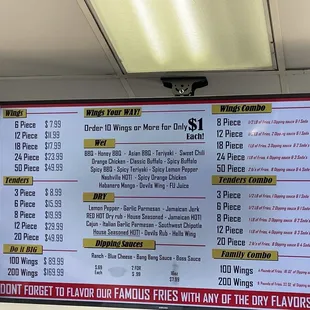 Wings
6 Piece $7.99
12 Piece $11.99
18 Piece $17.99
24 Piece $23.99
50 Piece $49.99
Tenders
3 Piece $8.99
6 Piece $15.99
8 Piece $19.99
12 Piece $29.99
20 Piece $49.99
Do it BIG
100 Wings $89.99
200 Wings $169.99
Wings Your WAY!
Order 10 Wings or More for Only $1 Each!
Wet
BBQ - Honey BBQ - Asian BBQ - Teriyaki - Sweet Chili
Orange Chicken - Classic Buffalo - Spicy Buffalo
Spicy BBQ - Spicy Teriyaki - Spicy Lemon Pepper
Nashville HOT! - Spicy Orange Chicken
Habanero Mango - Devils Wing - FU Juice
DRY
Lemon Pepper - Garlic Parmesan - Jamaican Jerk
RED HOT Dry rub - House Seasoned - Jamaican HOT!
Cajun - Italian Garlic Parmesan - Southwest Chipotle
House Seasoned HOT! - Devils Rub - Hells Wing
Dipping Sauces
Ranch - Blue Cheese - Bang Bang Sauce - Boss Sauce
Wings Combo
8 Piece
12 Piece
18 Piece
24 Piece
50 Piece
Tenders Combo
3 Piece
6 Piece
8 Piece
15 Piece
20 Piece
Family Combo
100 Wings
200 Wings
DONT FORGET TO FLAVOR OUR FAMOUS FRIES WITH ANY OF THE DRY FLAVORS